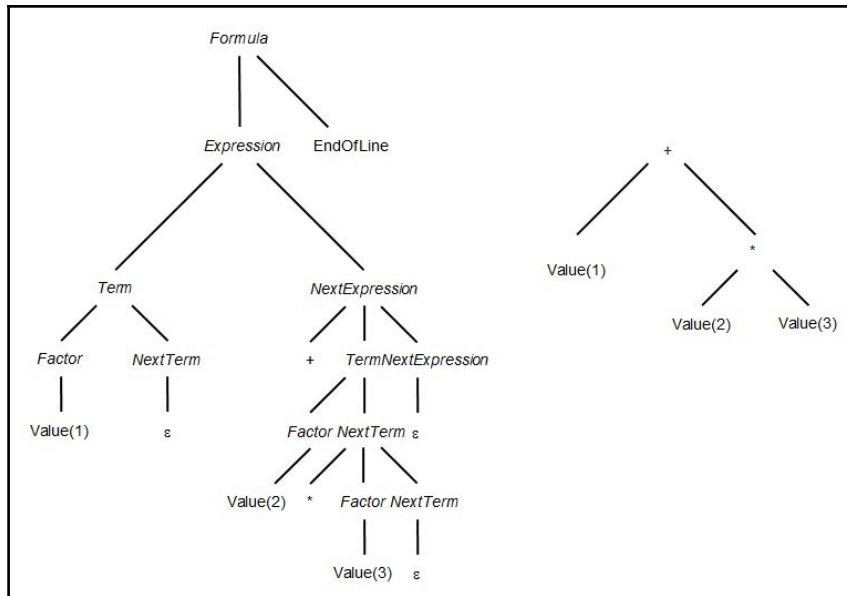 Formula
Expression EndOfLine +
Value(1) *
Term NextExpression
Value(2) Value(3)
Factor NextTerm + TermNextExpression
Value(1) ε Factor NextTerm ε
Value(2) * Factor NextTerm
Value(3) ε